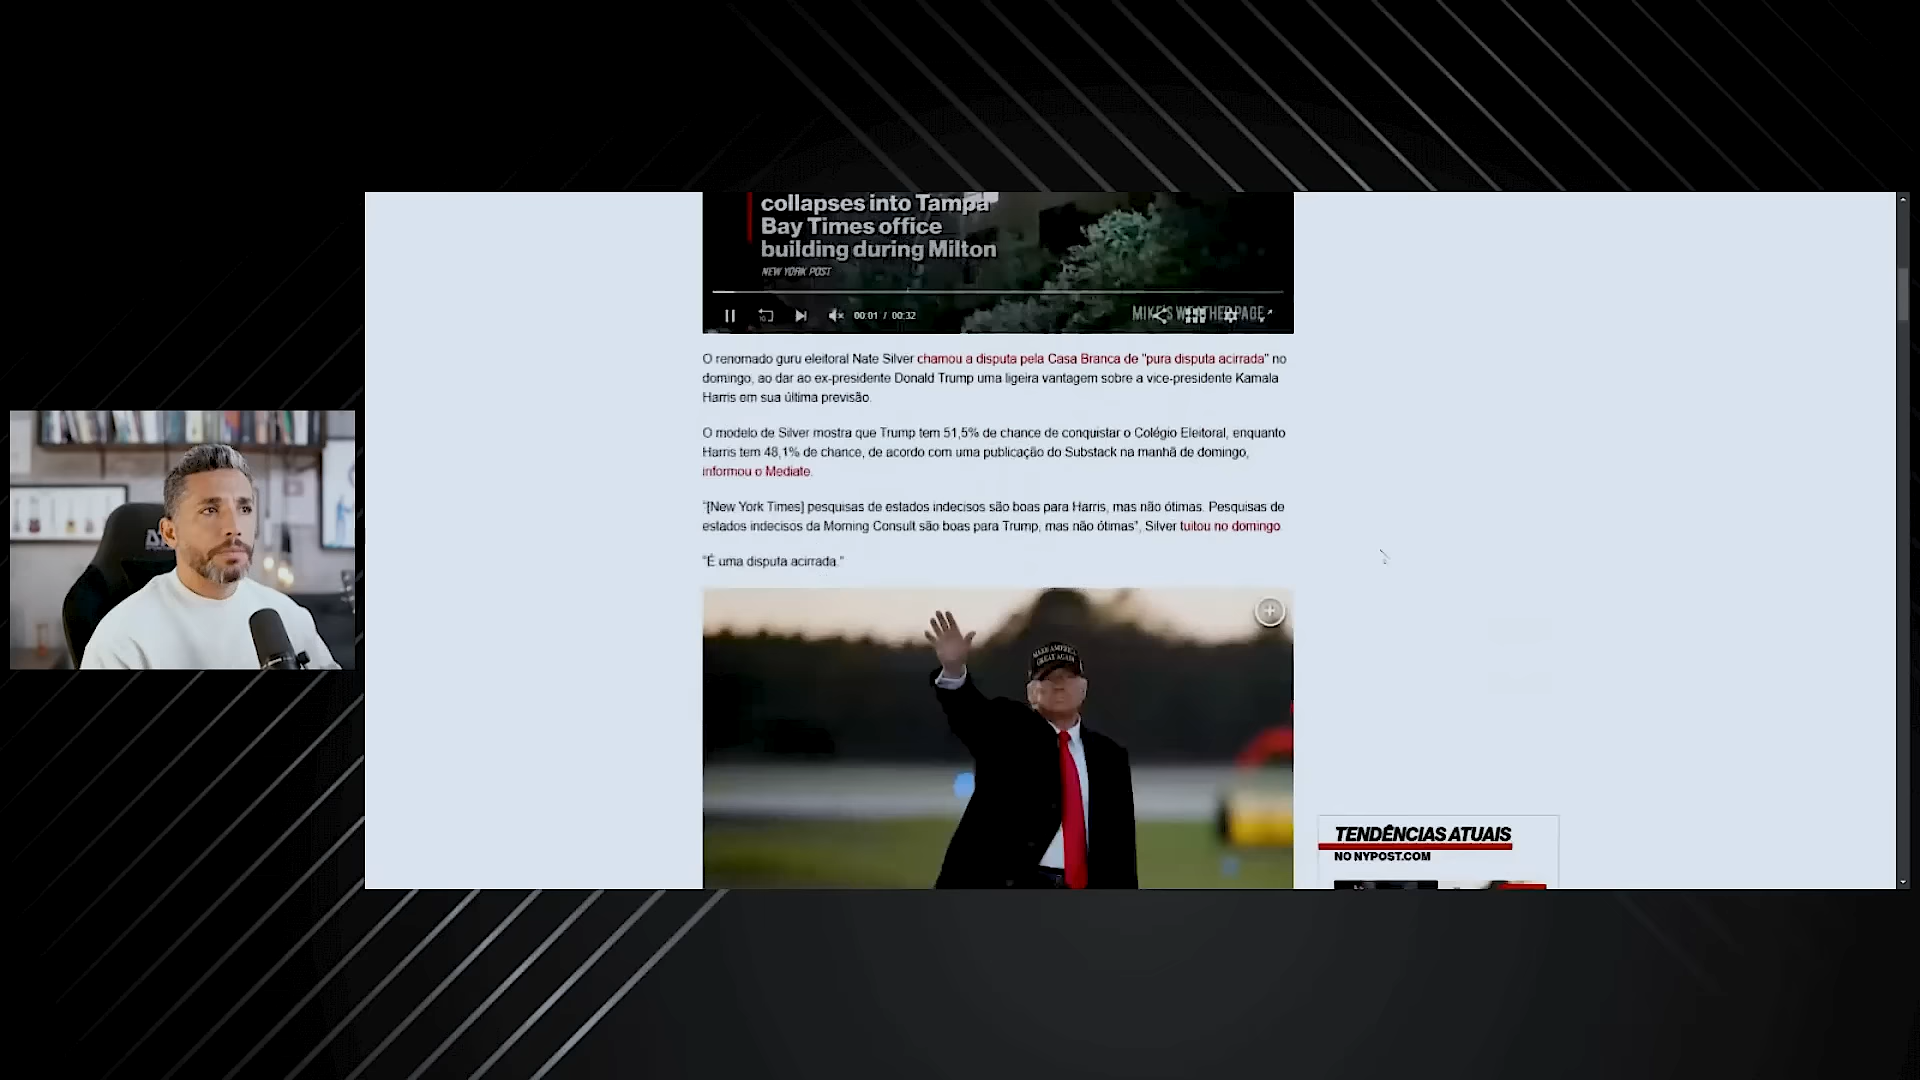 collapses into Tampa
Bay Times office
building during Milton
NEW YORK POST
00:01 / 00:32
MIKE'S WEATHER PAGE
O renomado guru eleitoral Nate Silver chamou a disputa pela Casa Branca de "pura disputa acirrada" no
domingo, ao dar ao ex-presidente Donald Trump uma ligeira vantagem sobre a vice-presidente Kamala
Harris em sua última previsão.
O modelo de Silver mostra que Trump tem 51,5% de chance de conquistar o Colégio Eleitoral, enquanto
Harris tem 48,1% de chance, de acordo com uma publicação do Substack na manhã de domingo,
informou o Mediate.
"[New York Times] pesquisas de estados indecisos são boas para Harris, mas não ótimas. Pesquisas de
estados indecisos da Morning Consult são boas para Trump, mas não ótimas", Silver tuitou no domingo.
"É uma disputa acirrada."
MAKE AMERICA
GREAT AGAIN
TENDÊNCIAS ATUAIS
NO NYPOST.COM